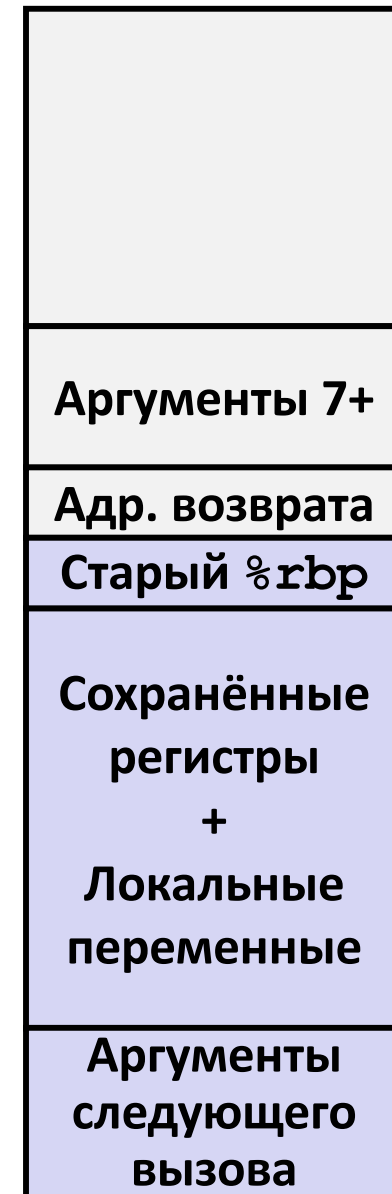 Аргументы 7+
Адр. возврата
Старый %rbp
Сохранённые
регистры
+
Локальные
переменные
Аргументы
следующего
вызова